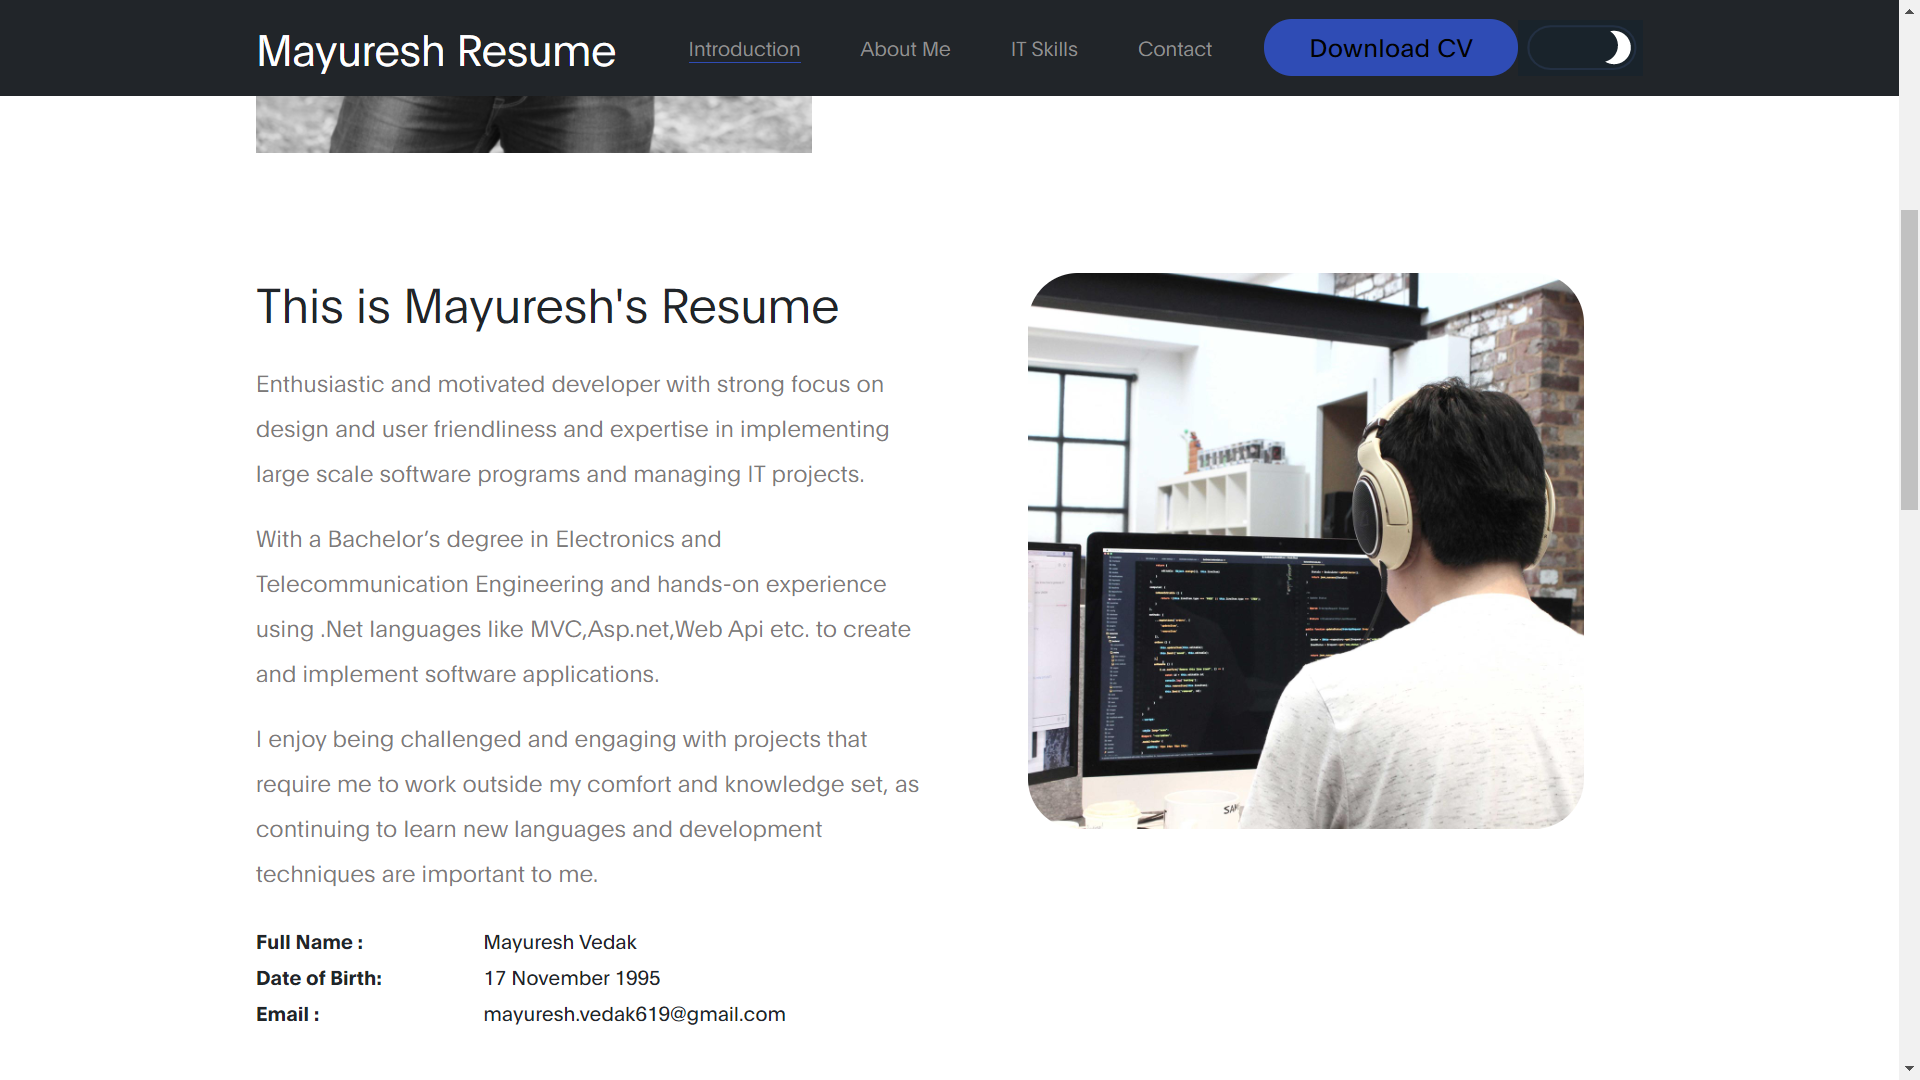 Mayuresh Resume
Introduction
About Me
IT Skills
Contact
Download CV
This is Mayuresh's Resume
Enthusiastic and motivated developer with strong focus on
design and user friendliness and expertise in implementing
large scale software programs and managing IT projects.
With a Bachelor’s degree in Electronics and
Telecommunication Engineering and hands-on experience
using .Net languages like MVC,Asp.net,Web Api etc. to create
and implement software applications.
I enjoy being challenged and engaging with projects that
require me to work outside my comfort and knowledge set, as
continuing to learn new languages and development
techniques are important to me.
Full Name : Mayuresh Vedak
Date of Birth: 17 November 1995
Email : mayuresh.vedak619@gmail.com